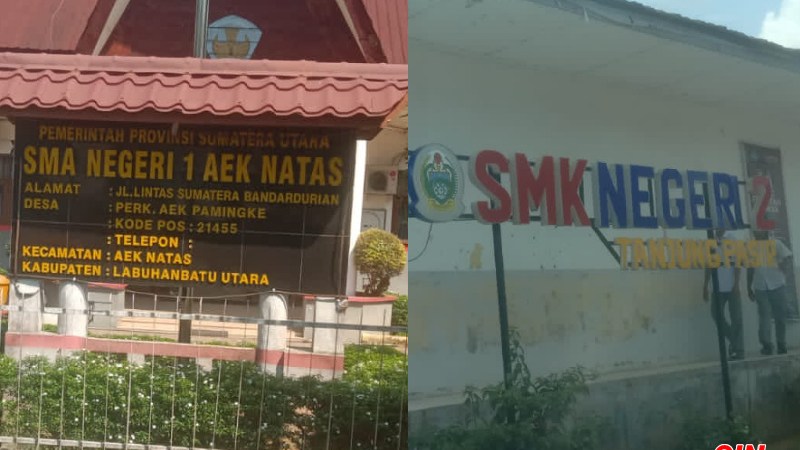 PEMERINTAH PROVINSI SUMATERA UTARA
SMA NEGERI 1 AEK NATAS
ALAMAT : JL.LINTAS SUMATERA BANDARDURIAN
DESA : PERK. AEK PAMINGKE
: KODE POS : 21455
: TELEPON :
KECAMATAN : AEK NATAS
KABUPATEN : LABUHANBATU UTARA
SMK NEGERI 2
TANJUNG PASIR